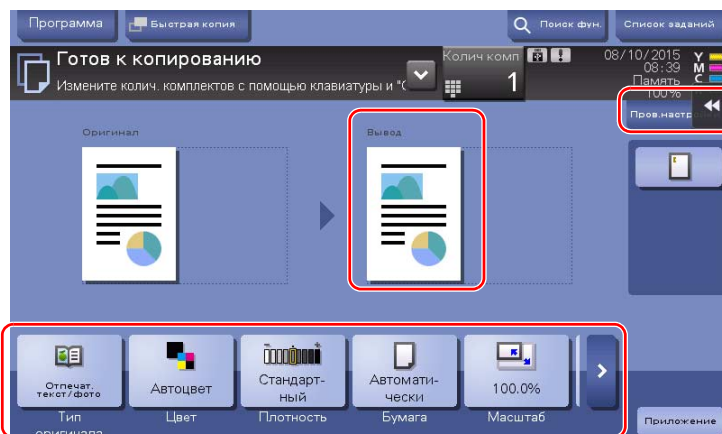 Программа
Быстрая копия
Поиск фун.
Список заданий
Готов к копированию
Колич комп
08/10/2015
08:39
Y
M
C
Измените колич. комплектов с помощью клавиатуры и "С
1
Память
100%
Пров.настр
Оригинал
Вывод
Отпечат.
текст/фото
Автоцвет
Стандарт-
ный
Автомати-
чески
100.0%
Тип
оригинала
Цвет
Плотность
Бумага
Масштаб
Приложение